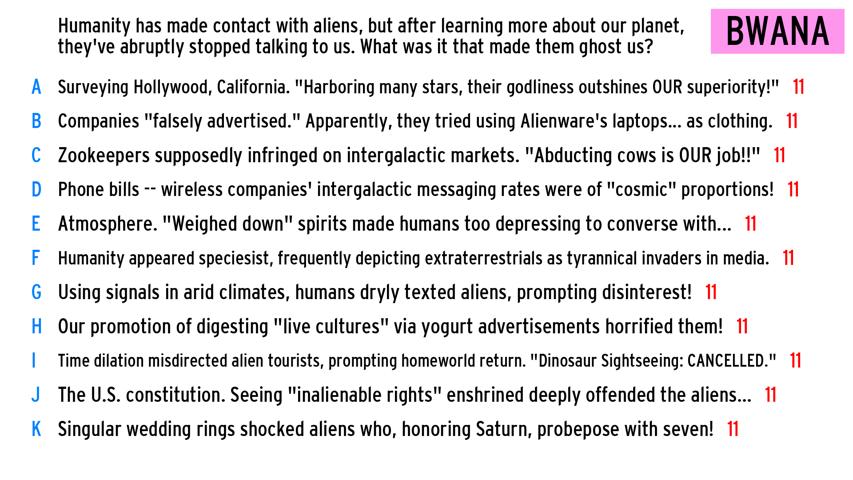 Humanity has made contact with aliens, but after learning more about our planet,
they've abruptly stopped talking to us. What was it that made them ghost us?
BWANA
A Surveying Hollywood, California. "Harboring many stars, their godliness outshines OUR superiority!" 11
B Companies "falsely advertised." Apparently, they tried using Alienware's laptops... as clothing. 11
C Zookeepers supposedly infringed on intergalactic markets. "Abducting cows is OUR job!!" 11
D Phone bills -- wireless companies' intergalactic messaging rates were of "cosmic" proportions! 11
E Atmosphere. "Weighed down" spirits made humans too depressing to converse with... 11
F Humanity appeared speciesist, frequently depicting extraterrestrials as tyrannical invaders in media. 11
G Using signals in arid climates, humans dryly texted aliens, prompting disinterest! 11
H Our promotion of digesting "live cultures" via yogurt advertisements horrified them! 11
I Time dilation misdirected alien tourists, prompting homeworld return. "Dinosaur Sightseeing: CANCELLED." 11
J The U.S. constitution. Seeing "inalienable rights" enshrined deeply offended the aliens... 11
K Singular wedding rings shocked aliens who, honoring Saturn, probepose with seven! 11